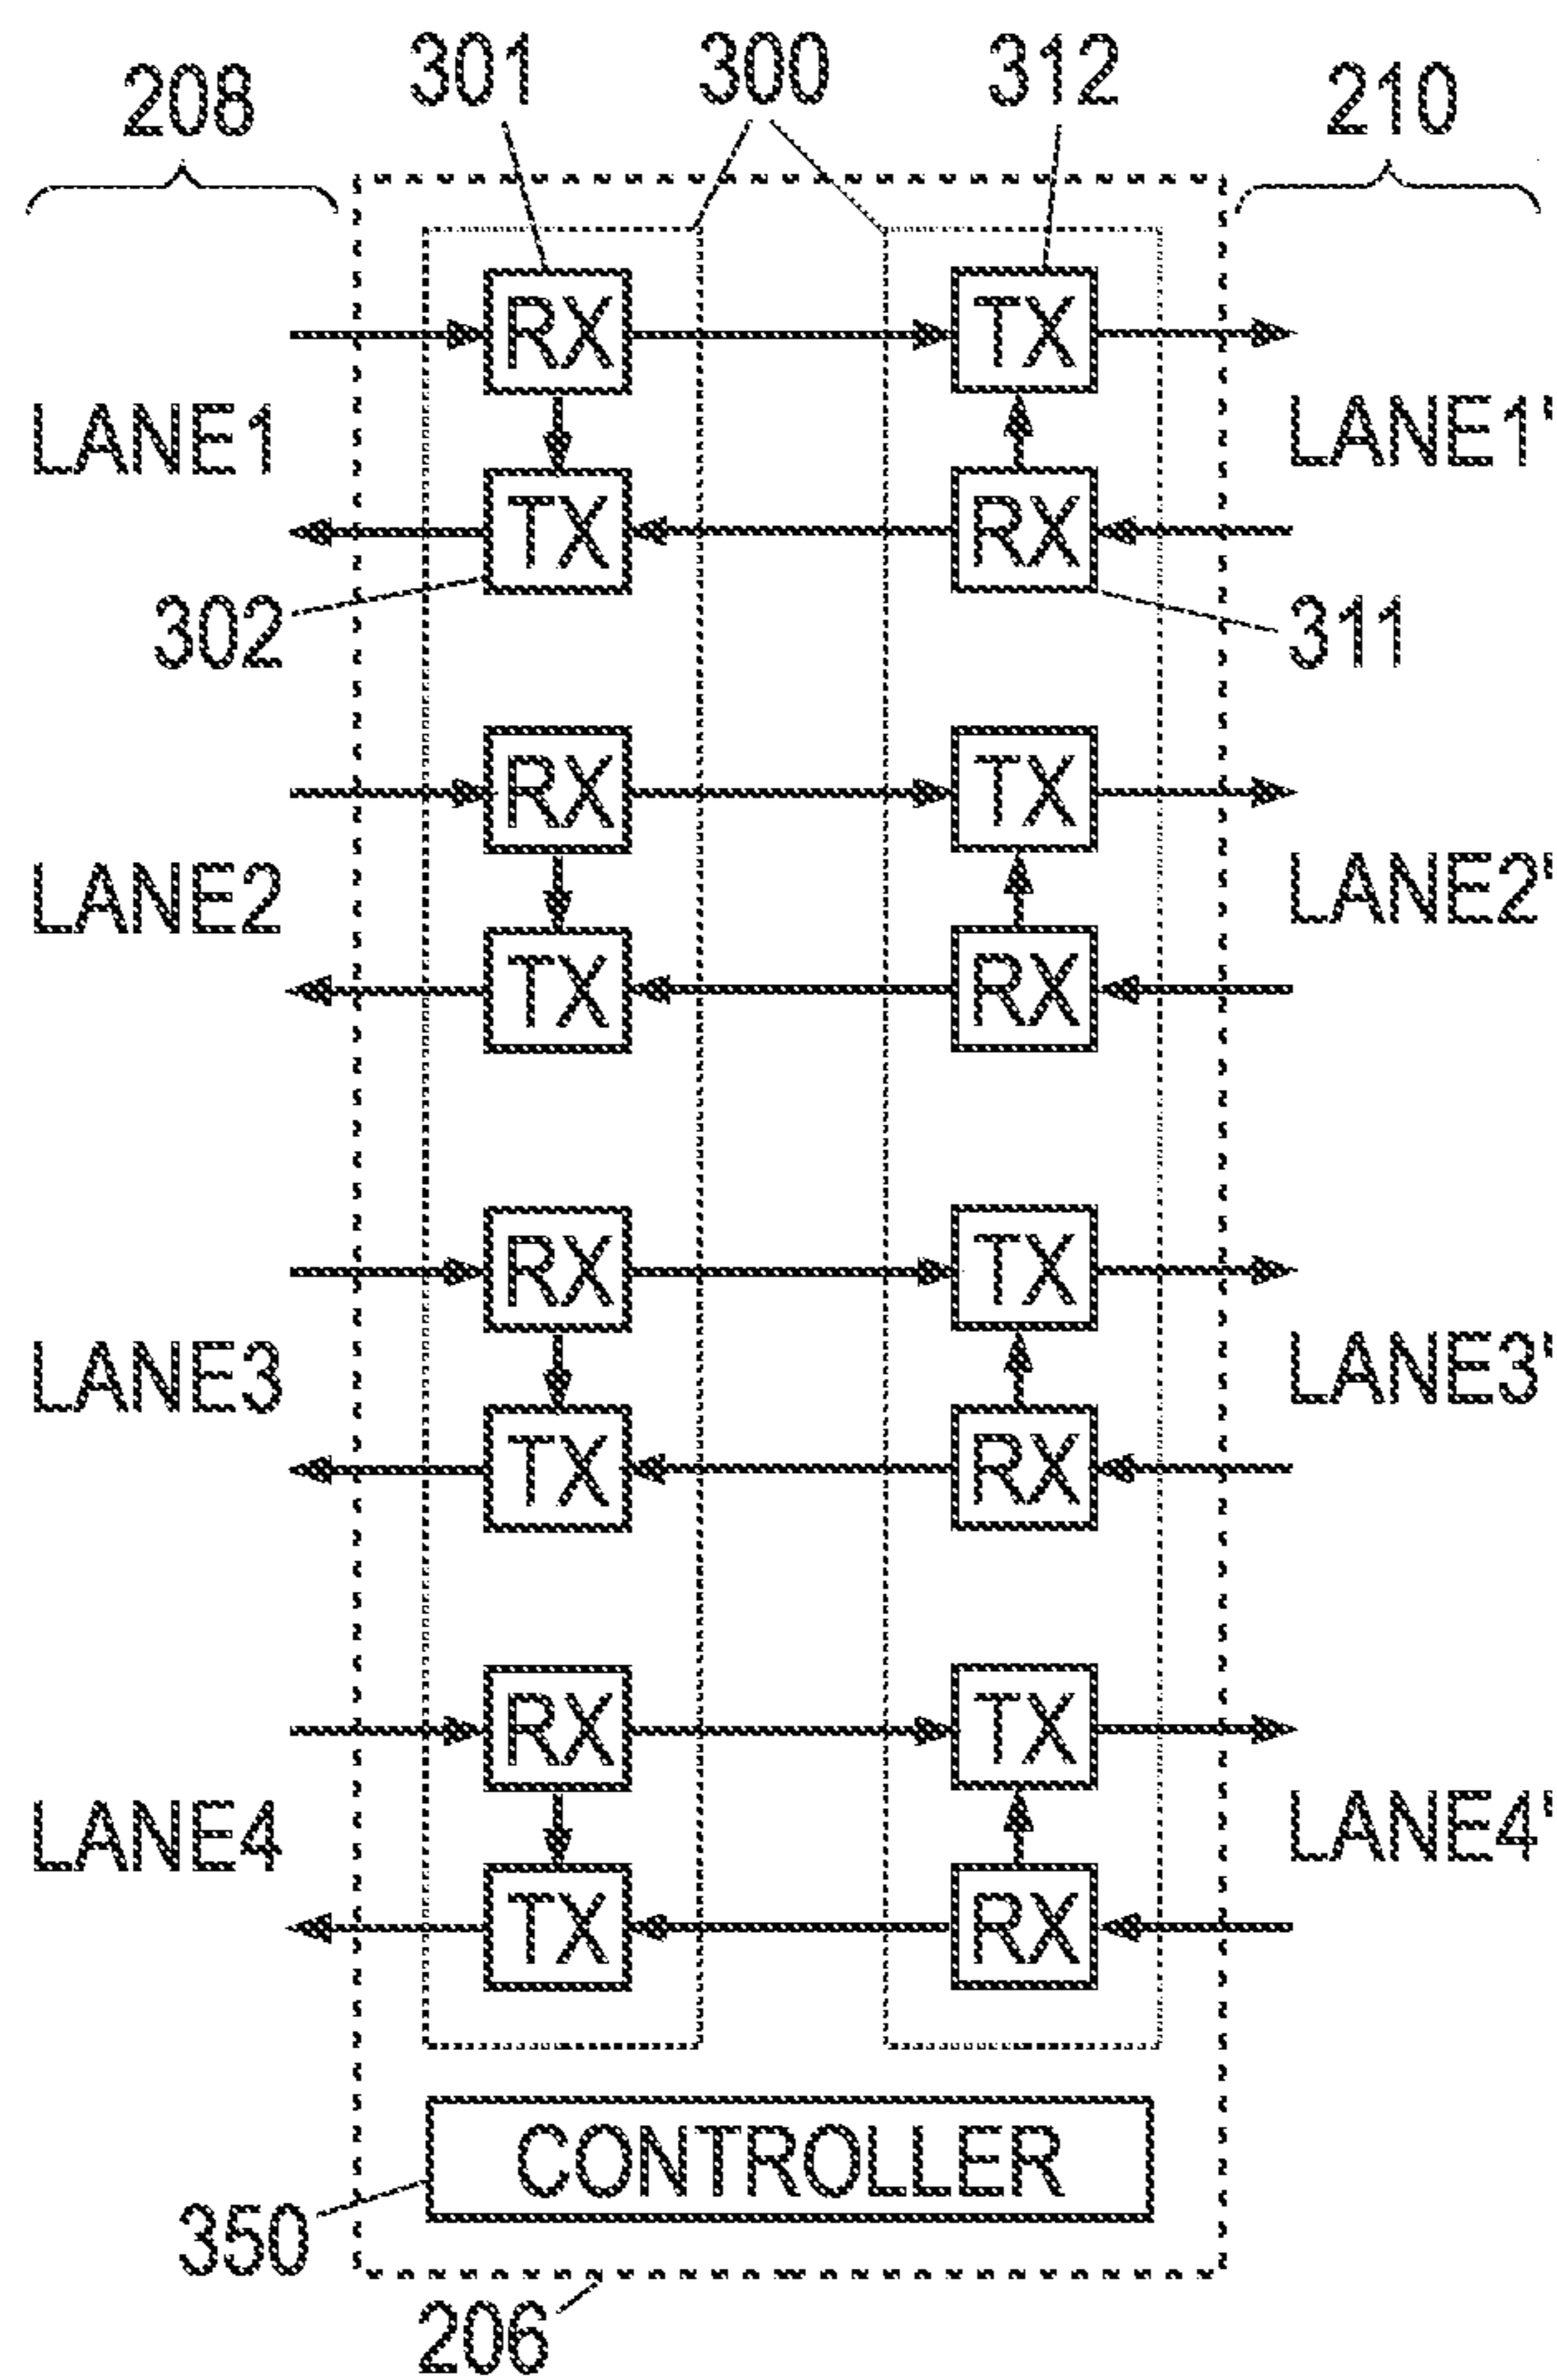 301 300 312
208 210
RX TX
LANE1 LANE1'
TX RX
302 311
RX TX
LANE2 LANE2'
TX RX
RX TX
LANE3 LANE3'
TX RX
RX TX
LANE4 LANE4'
TX RX
CONTROLLER
350
206